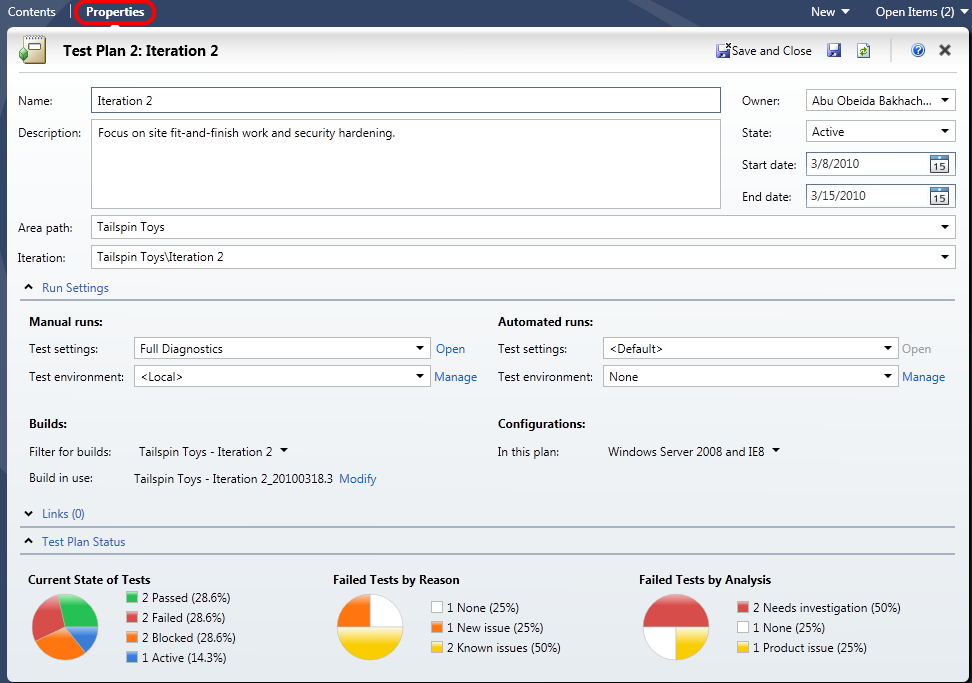 Contents | Properties New Open Items (2)
Test Plan 2: Iteration 2 Save and Close
Name: Iteration 2 Owner: Abu Obeida Bakhach...
Description: Focus on site fit-and-finish work and security hardening. State: Active
Start date: 3/8/2010 15
End date: 3/15/2010 15
Area path: Tailspin Toys
Iteration: Tailspin Toys\Iteration 2
Run Settings
Manual runs: Automated runs:
Test settings: Full Diagnostics Open Test settings: <Default> Open
Test environment: <Local> Manage Test environment: None Manage
Builds: Configurations:
Filter for builds: Tailspin Toys - Iteration 2 In this plan: Windows Server 2008 and IE8
Build in use: Tailspin Toys - Iteration 2_20100318.3 Modify
Links (0)
Test Plan Status
Current State of Tests Failed Tests by Reason Failed Tests by Analysis
2 Passed (28.6%) 1 None (25%) 2 Needs investigation (50%)
2 Failed (28.6%) 1 New issue (25%) 1 None (25%)
2 Blocked (28.6%) 2 Known issues (50%) 1 Product issue (25%)
1 Active (14.3%)